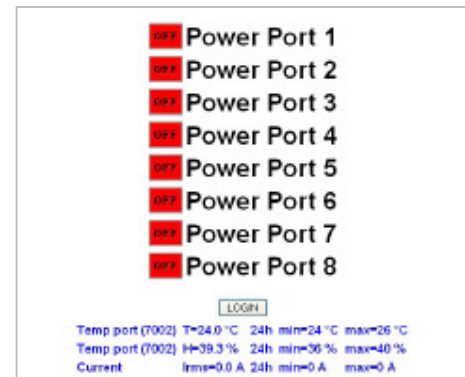 OFF Power Port 1
OFF Power Port 2
OFF Power Port 3
OFF Power Port 4
OFF Power Port 5
OFF Power Port 6
OFF Power Port 7
OFF Power Port 8
LOGIN
Temp port (7002) T=24.0 °C 24h min=24 °C max=26 °C
Temp port (7002) H=39.3 % 24h min=36 % max=40 %
Current Irms=0.0 A 24h min=0 A max=0 A